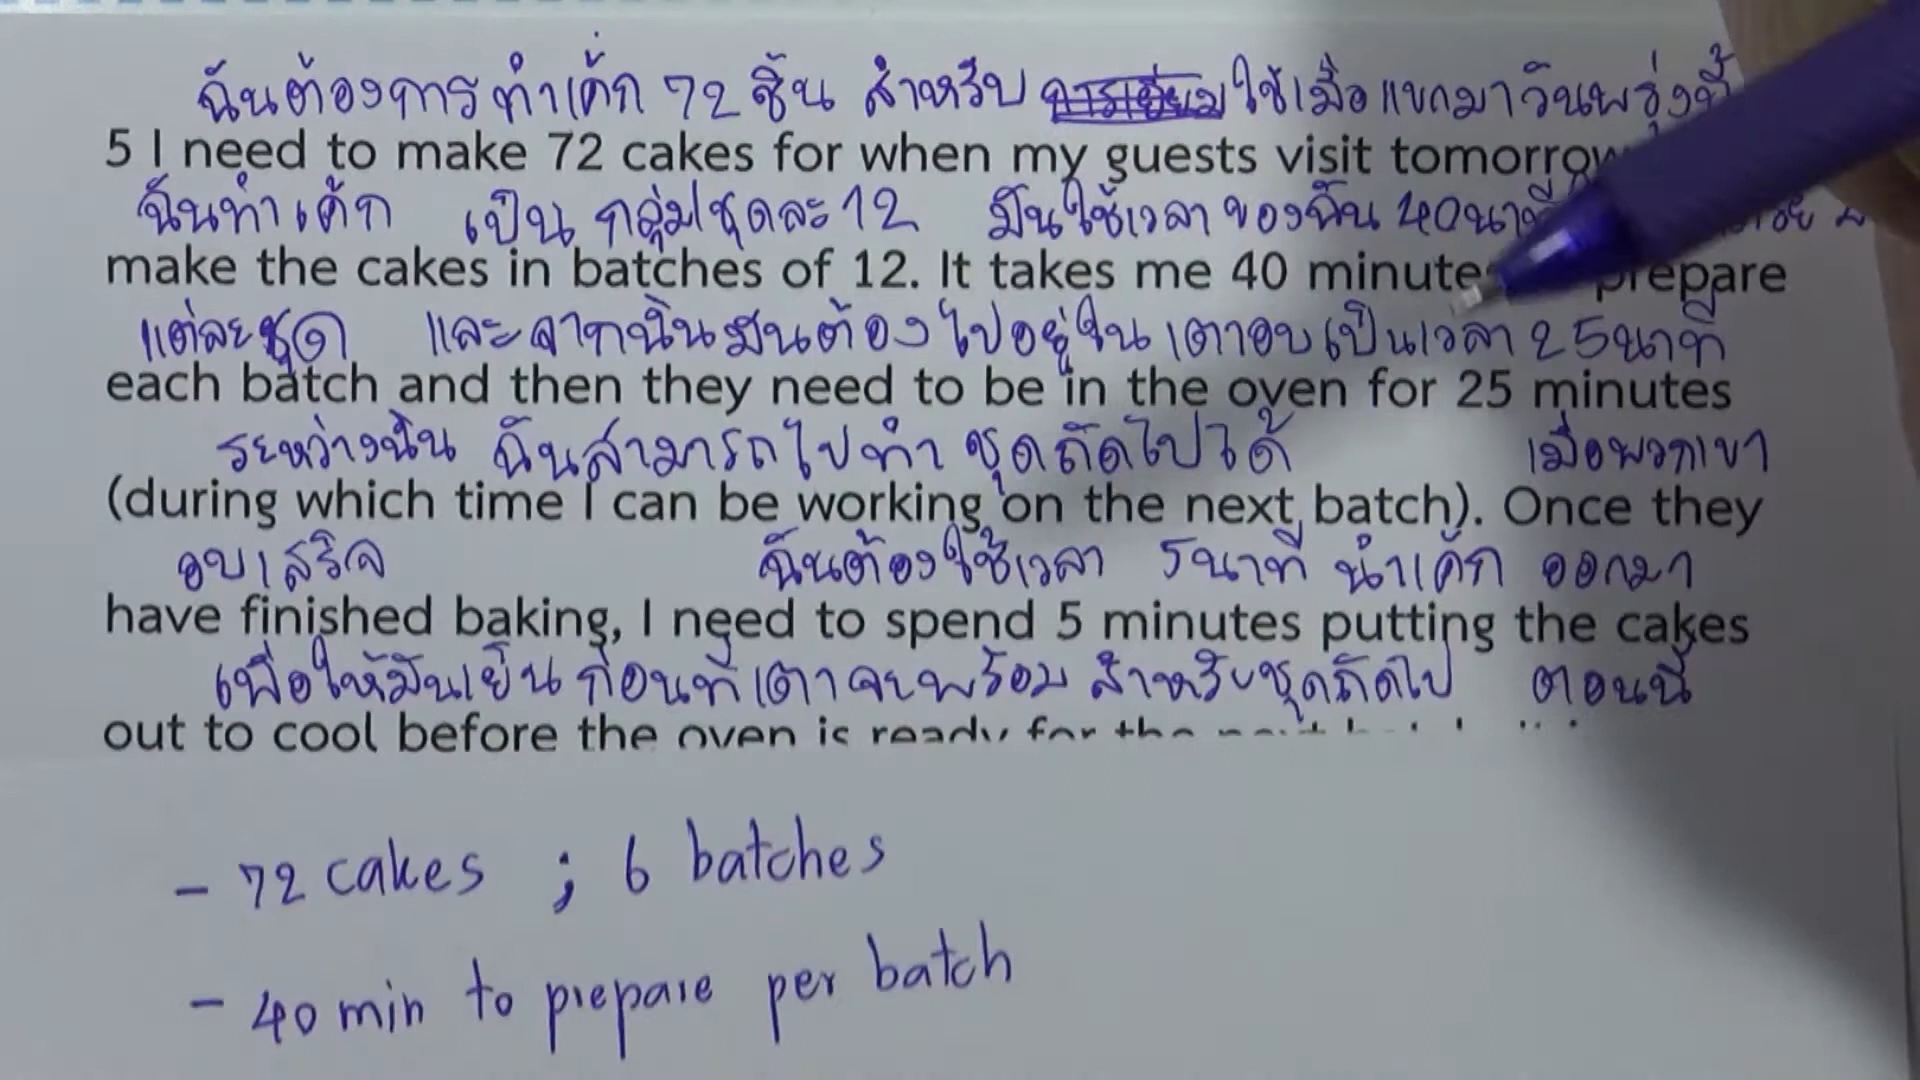 ฉันต้องการทำเค้ก 72 ชิ้น สำหรับ ใช้เมื่อแขกมาวันพรุ่งนี้
5 I need to make 72 cakes for when my guests visit tomorrow
ฉันทำเค้ก เป็น กลุ่ม/ชุดละ 12 มันใช้เวลาของฉัน 40 นาที
make the cakes in batches of 12. It takes me 40 minutes prepare
แต่ละชุด และจากนั้นมันต้องไปอยู่ใน เตาอบเป็นเวลา 25 นาที
each batch and then they need to be in the oven for 25 minutes
ระหว่างนั้น ฉันสามารถไปทำ ชุดถัดไปได้ เมื่อพวกเขา
(during which time I can be working on the next batch). Once they
อบเสร็จ ฉันต้องใช้เวลา 5 นาที นำเค้ก ออกมา
have finished baking, I need to spend 5 minutes putting the cakes
เพื่อให้มันเย็น ก่อนที่เตาจะพร้อม สำหรับชุดถัดไป ตอนนี้
out to cool before the oven is ready for the
- 72 cakes ; 6 batches
- 40 min to prepare per batch